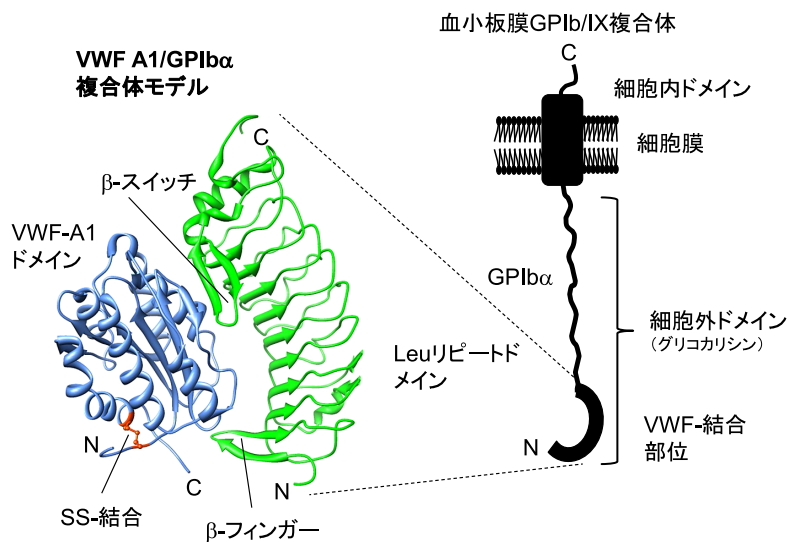 血小板膜GPIb/IX複合体
VWF A1/GPIbα
複合体モデル
C
細胞内ドメイン
細胞膜
C
β-スイッチ
VWF-A1
ドメイン
GPIbα
細胞外ドメイン
(グリコカリシン)
Leuリピートド
メイン
VWF-結合
部位
N
N
C
N
SS-結合
β-フィンガー